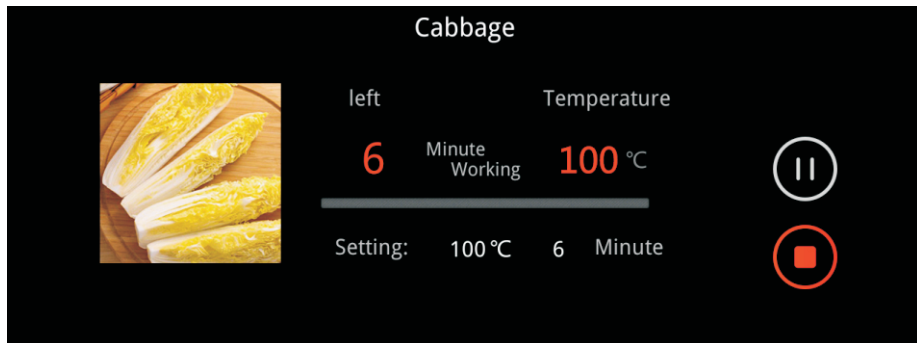 Cabbage
left Temperature
6 Minute Working 100 ℃
Setting: 100 ℃ 6 Minute